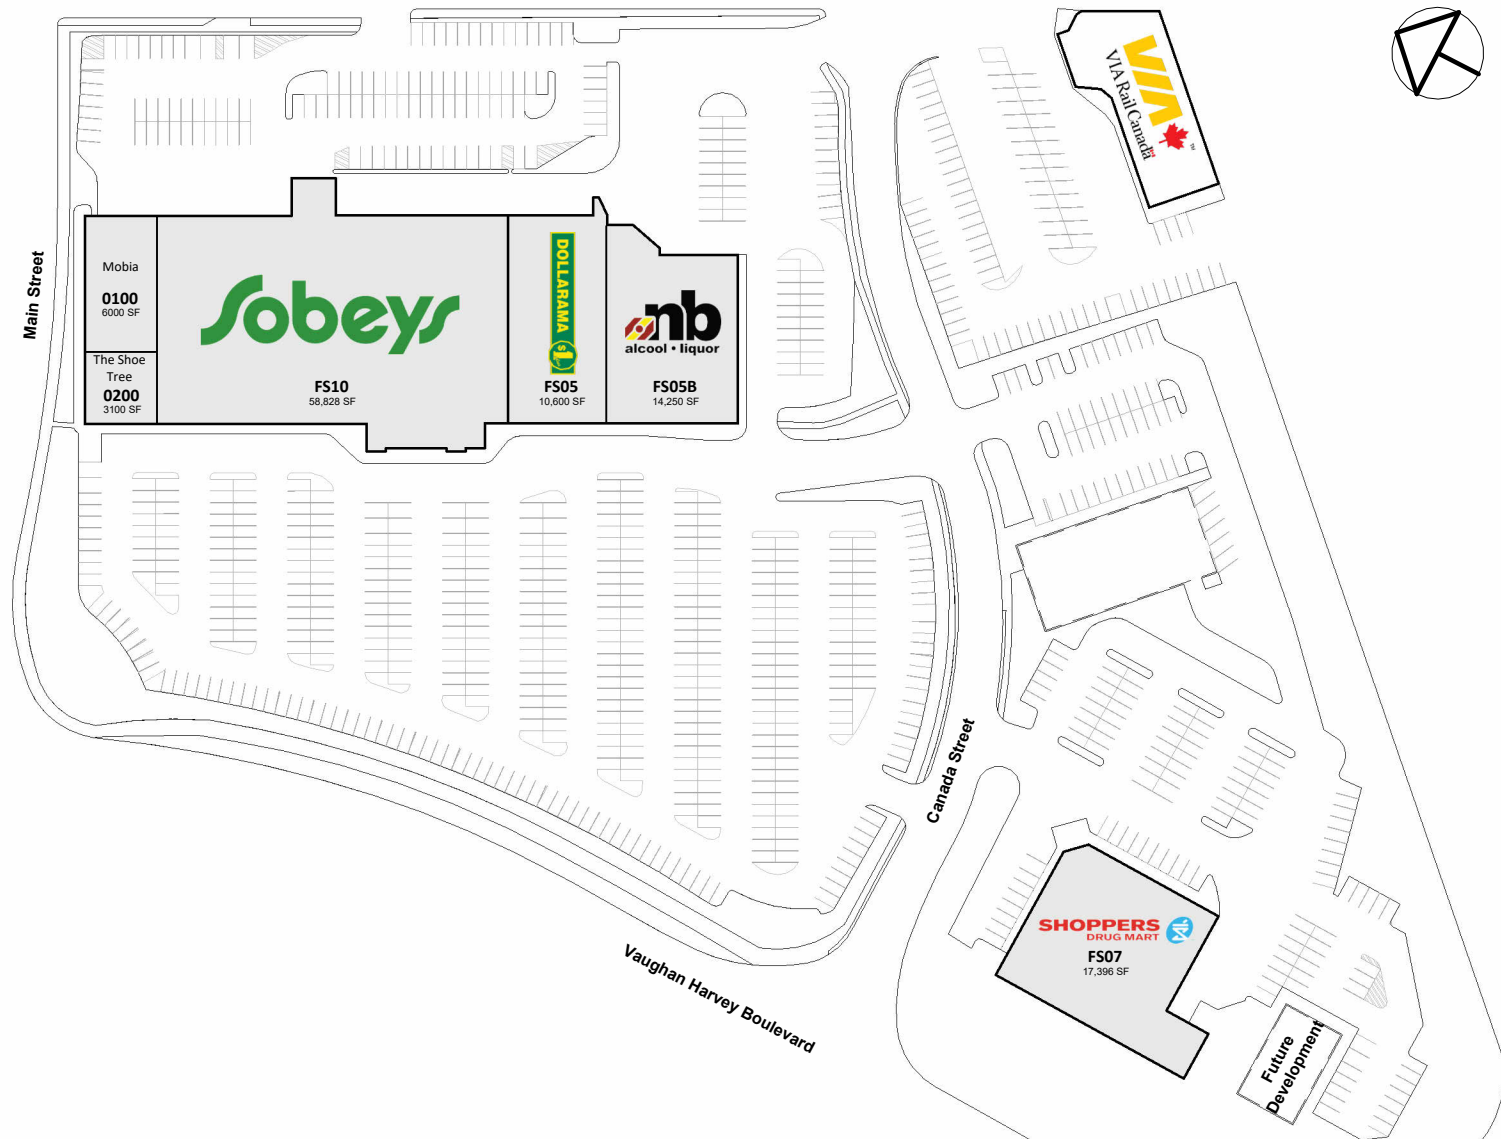 VIA Rail Canada
TM
Main Street
Mobia
0100
6000 SF
The Shoe
Tree
0200
3100 SF
Sobeys
FS10
58,828 SF
DOLLARAMA
$1
FS05
10,600 SF
nb
alcool • liquor
FS05B
14,250 SF
Canada Street
Vaughan Harvey Boulevard
SHOPPERS
DRUG MART
FS07
17,396 SF
Future
Development